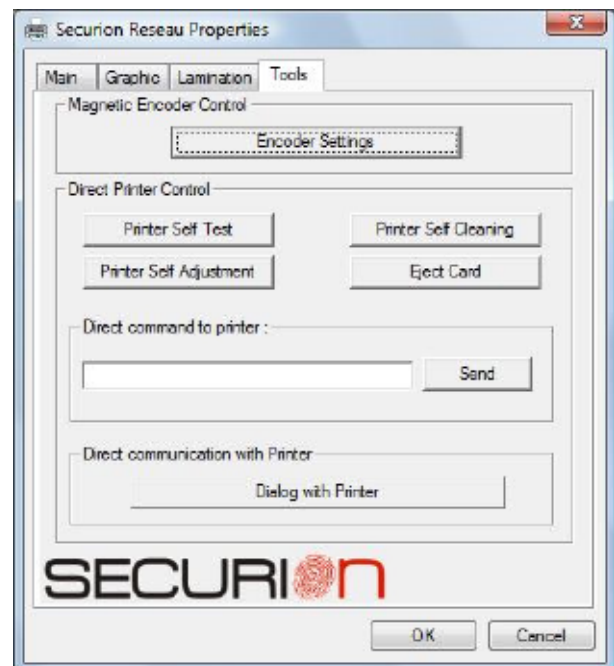 Securion Reseau Properties
Main Graphic Lamination Tools
Magnetic Encoder Control
Encoder Settings
Direct Printer Control
Printer Self Test Printer Self Cleaning
Printer Self Adjustment Eject Card
Direct command to printer :
Send
Direct communication with Printer
Dialog with Printer
SECURION
OK Cancel